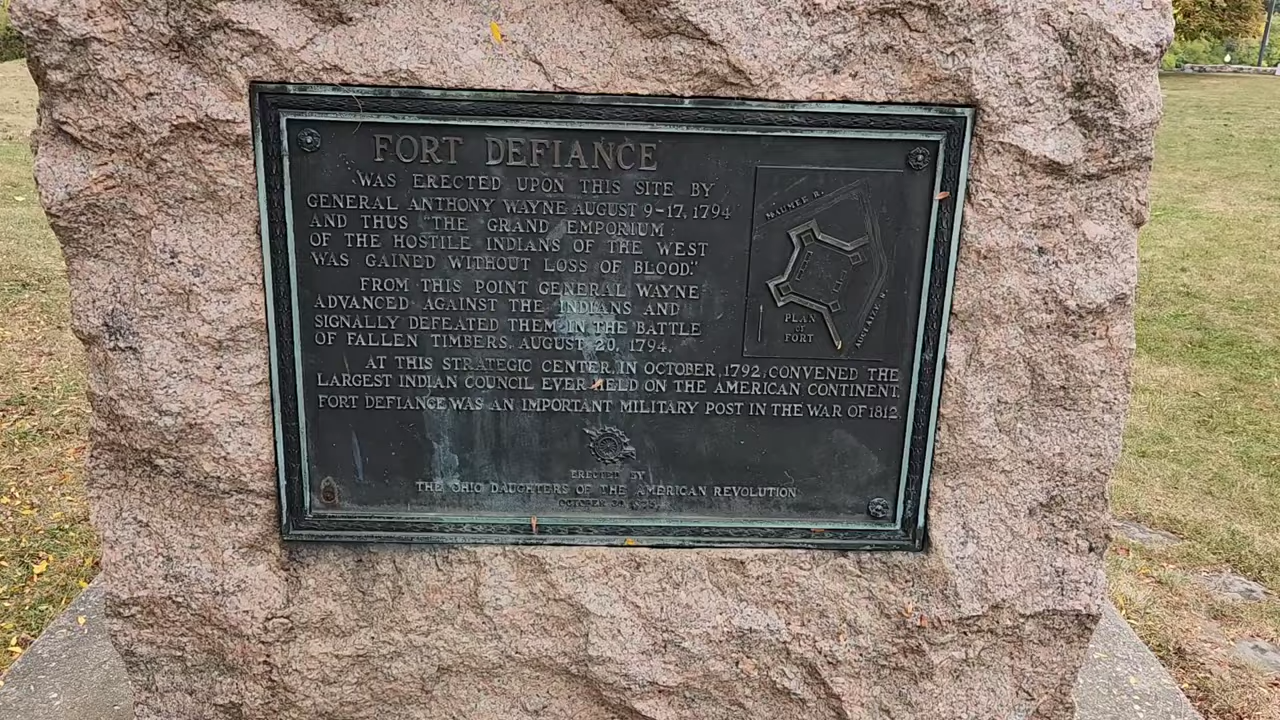 FORT DEFIANCE
WAS ERECTED UPON THIS SITE BY
GENERAL ANTHONY WAYNE AUGUST 9-17, 1794
AND THUS "THE GRAND EMPORIUM
OF THE HOSTILE INDIANS OF THE WEST
WAS GAINED WITHOUT LOSS OF BLOOD."
FROM THIS POINT GENERAL WAYNE
ADVANCED AGAINST THE INDIANS AND
SIGNALLY DEFEATED THEM IN THE BATTLE
OF FALLEN TIMBERS, AUGUST 20, 1794.
AT THIS STRATEGIC CENTER, IN OCTOBER, 1792, CONVENED THE
LARGEST INDIAN COUNCIL EVER HELD ON THE AMERICAN CONTINENT.
FORT DEFIANCE WAS AN IMPORTANT MILITARY POST IN THE WAR OF 1812.
MAUMEE R.
AUGLAIZE R.
PLAN
OF
FORT
ERECTED BY
THE OHIO DAUGHTERS OF THE AMERICAN REVOLUTION
OCTOBER